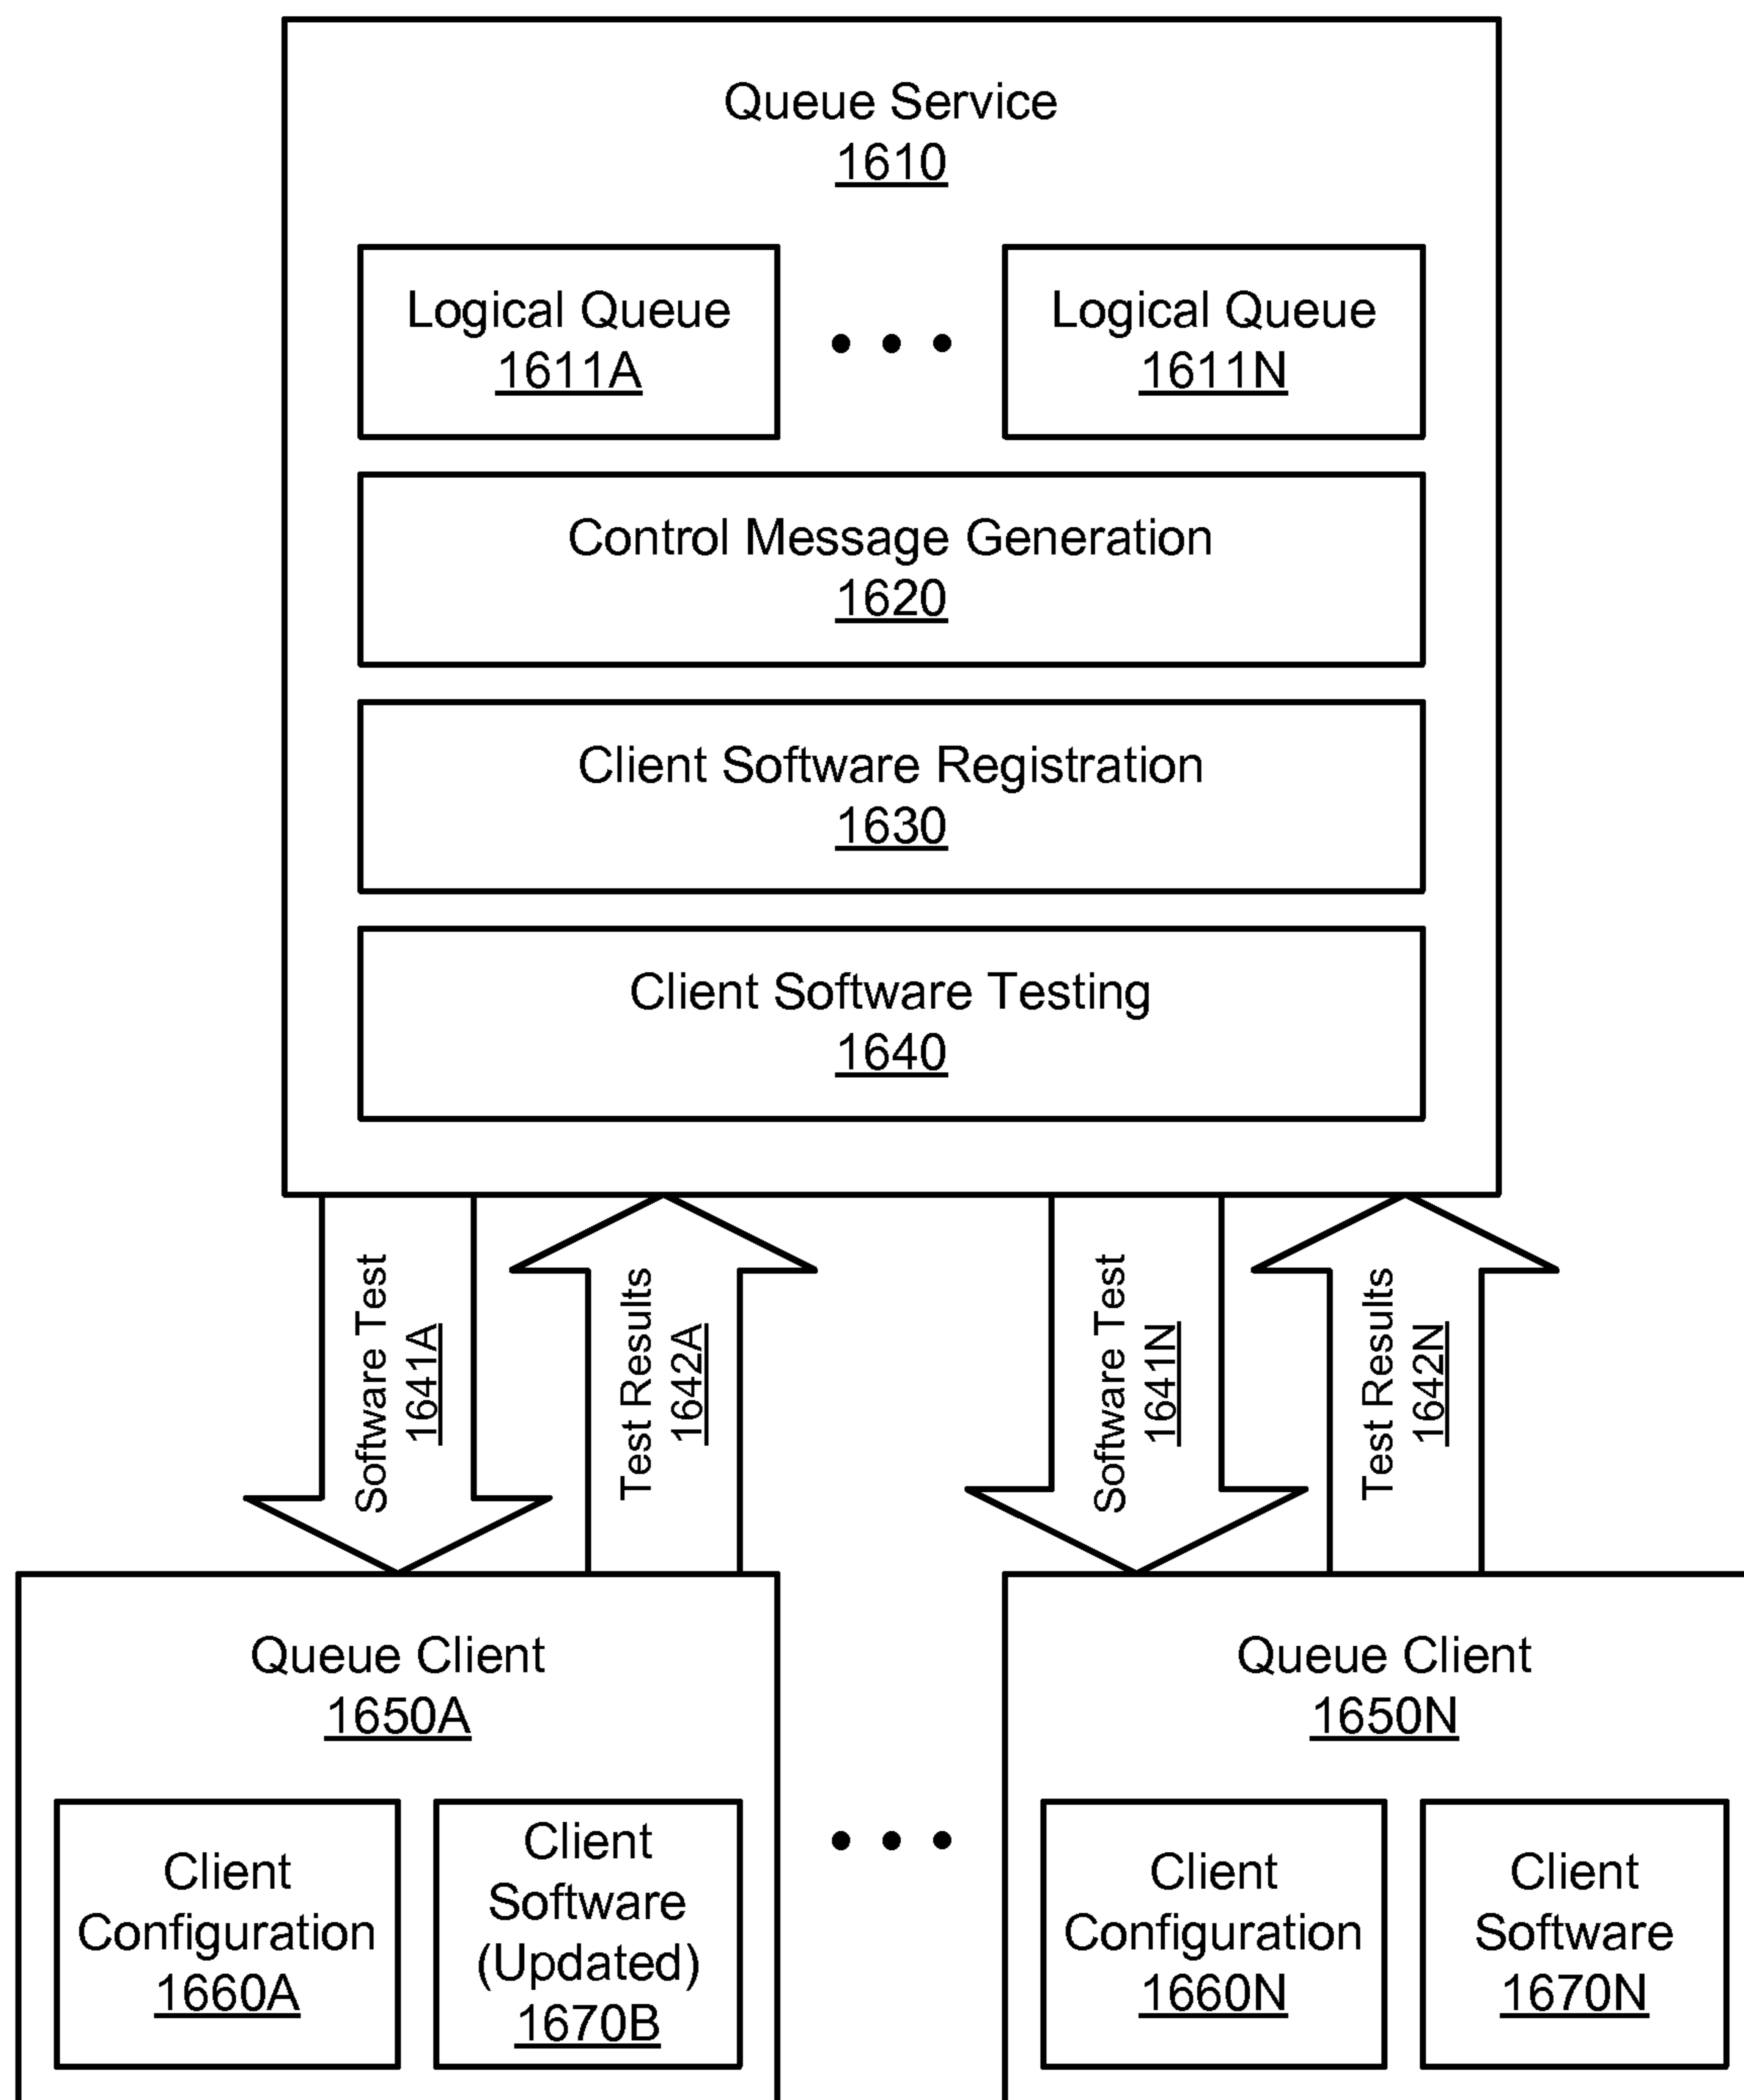 Queue Service
1610
Logical Queue
1611A
Logical Queue
1611N
Control Message Generation
1620
Client Software Registration
1630
Client Software Testing
1640
Software Test
1641A
Test Results
1642A
Software Test
1641N
Test Results
1642N
Queue Client
1650A
Client
Configuration
1660A
Client
Software
(Updated)
1670B
Queue Client
1650N
Client
Configuration
1660N
Client
Software
1670N